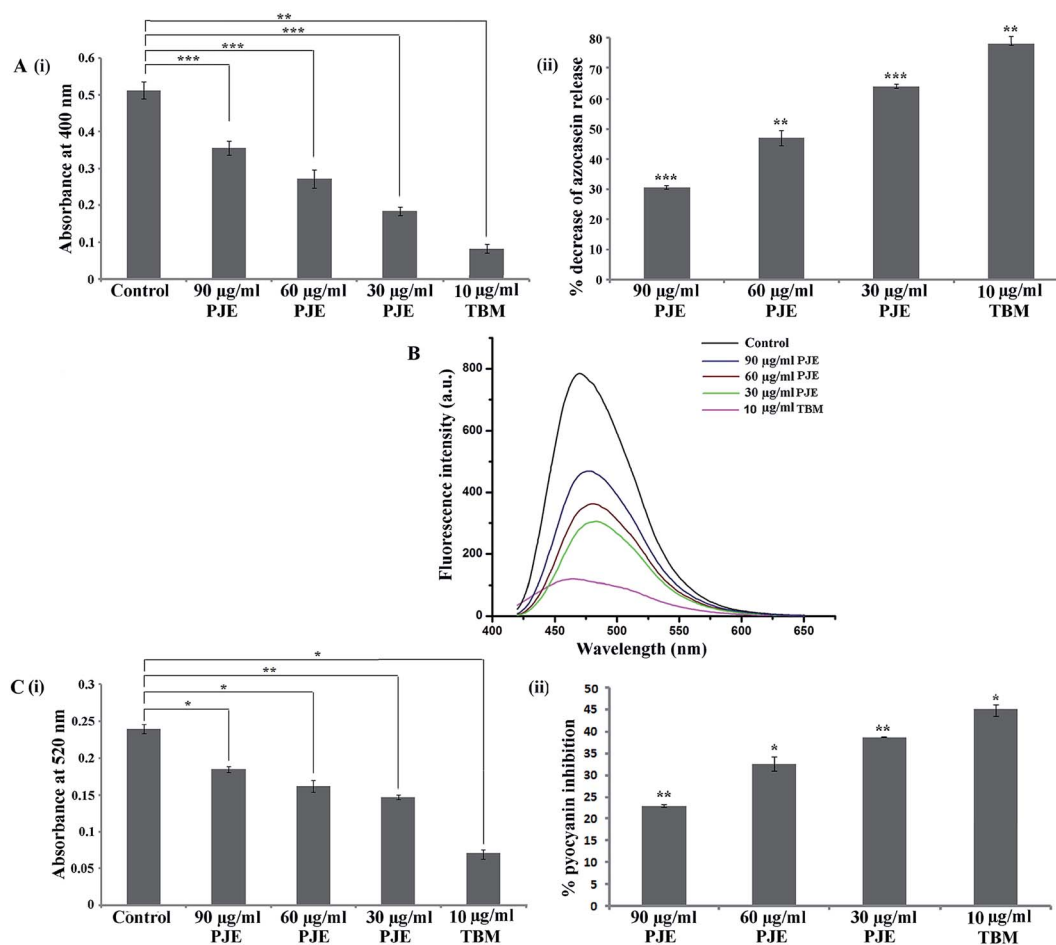 A (i)
**
***
***
***
Absorbance at 400 nm
0.6
0.5
0.4
0.3
0.2
0.1
0
Control
90 µg/ml PJE
60 µg/ml PJE
30 µg/ml PJE
10 µg/ml TBM
(ii)
% decrease of azocasein release
80
70
60
50
40
30
20
10
0
***
**
***
**
90 µg/ml PJE
60 µg/ml PJE
30 µg/ml PJE
10 µg/ml TBM
B
Fluorescence intensity (a.u.)
800
600
400
200
0
400
450
500
550
600
650
Wavelength (nm)
Control
90 µg/ml PJE
60 µg/ml PJE
30 µg/ml PJE
10 µg/ml TBM
C (i)
*
**
*
*
Absorbance at 520 nm
0.3
0.25
0.2
0.15
0.1
0.05
0
Control
90 µg/ml PJE
60 µg/ml PJE
30 µg/ml PJE
10 µg/ml TBM
(ii)
% pyocyanin inhibition
50
45
40
35
30
25
20
15
10
5
0
**
*
**
*
90 µg/ml PJE
60 µg/ml PJE
30 µg/ml PJE
10 µg/ml TBM